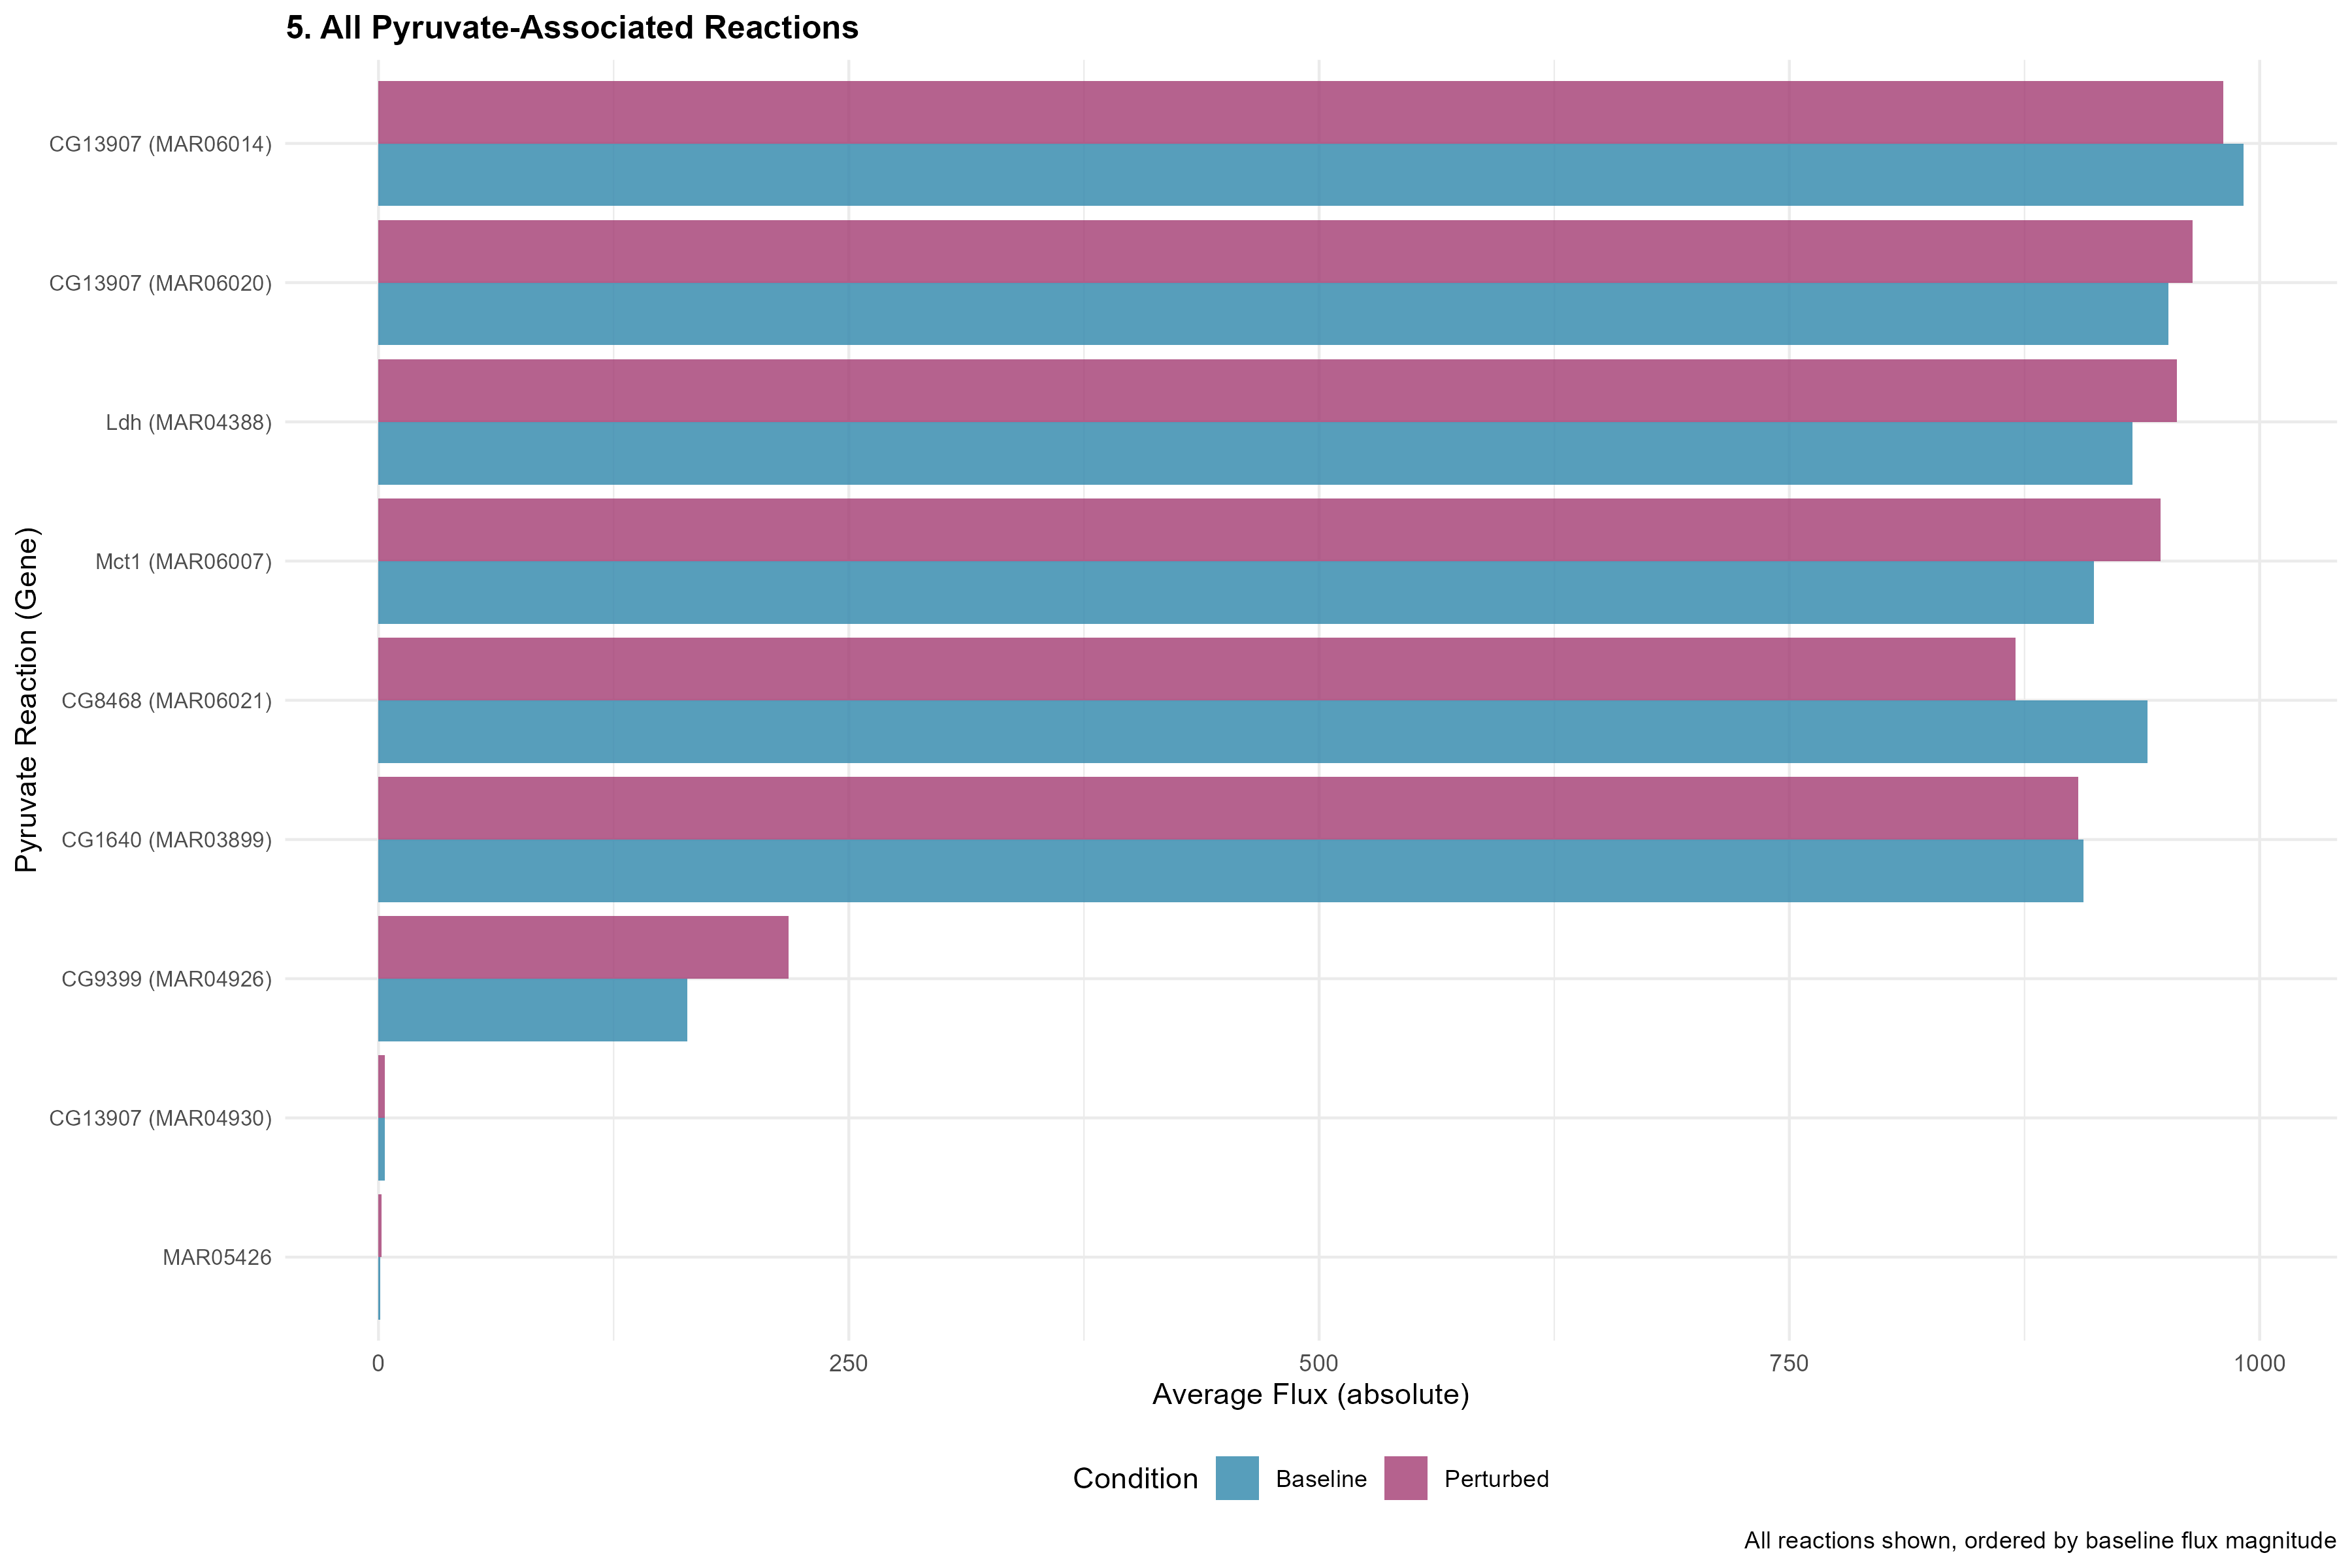 5. All Pyruvate-Associated Reactions
Pyruvate Reaction (Gene)
CG13907 (MAR06014)
CG13907 (MAR06020)
Ldh (MAR04388)
Mct1 (MAR06007)
CG8468 (MAR06021)
CG1640 (MAR03899)
CG9399 (MAR04926)
CG13907 (MAR04930)
MAR05426
0 250 500 750 1000
Average Flux (absolute)
Condition Baseline Perturbed
All reactions shown, ordered by baseline flux magnitude